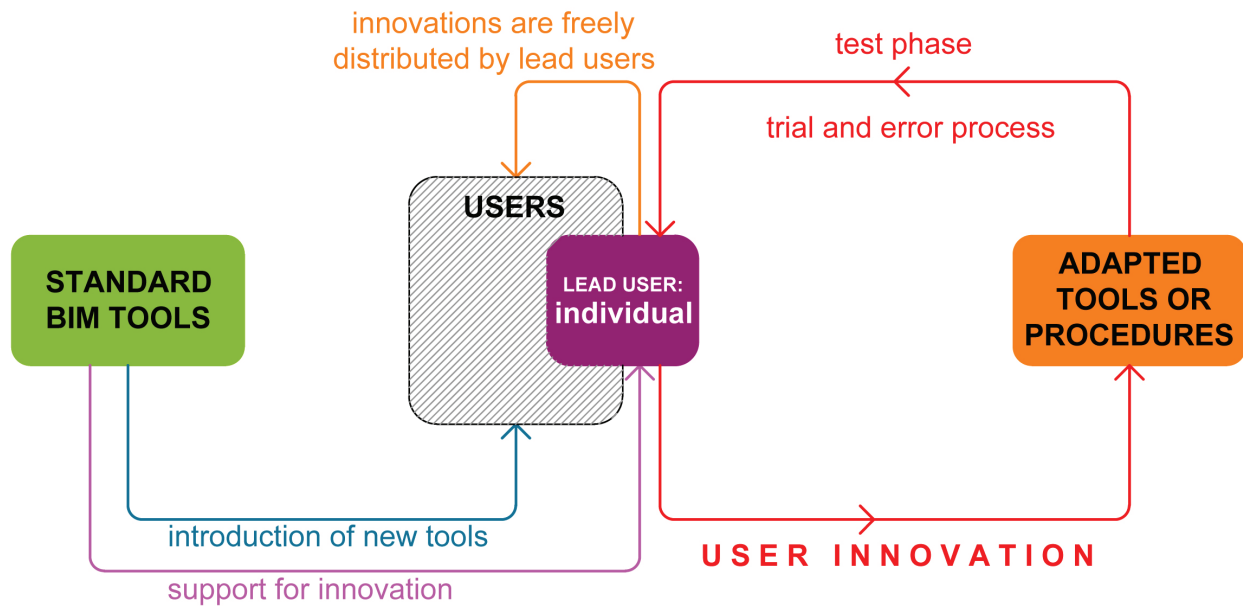 innovations are freely
distributed by lead users
test phase
trial and error process
USERS
STANDARD
BIM TOOLS
LEAD USER:
individual
ADAPTED
TOOLS OR
PROCEDURES
introduction of new tools
USER INNOVATION
support for innovation